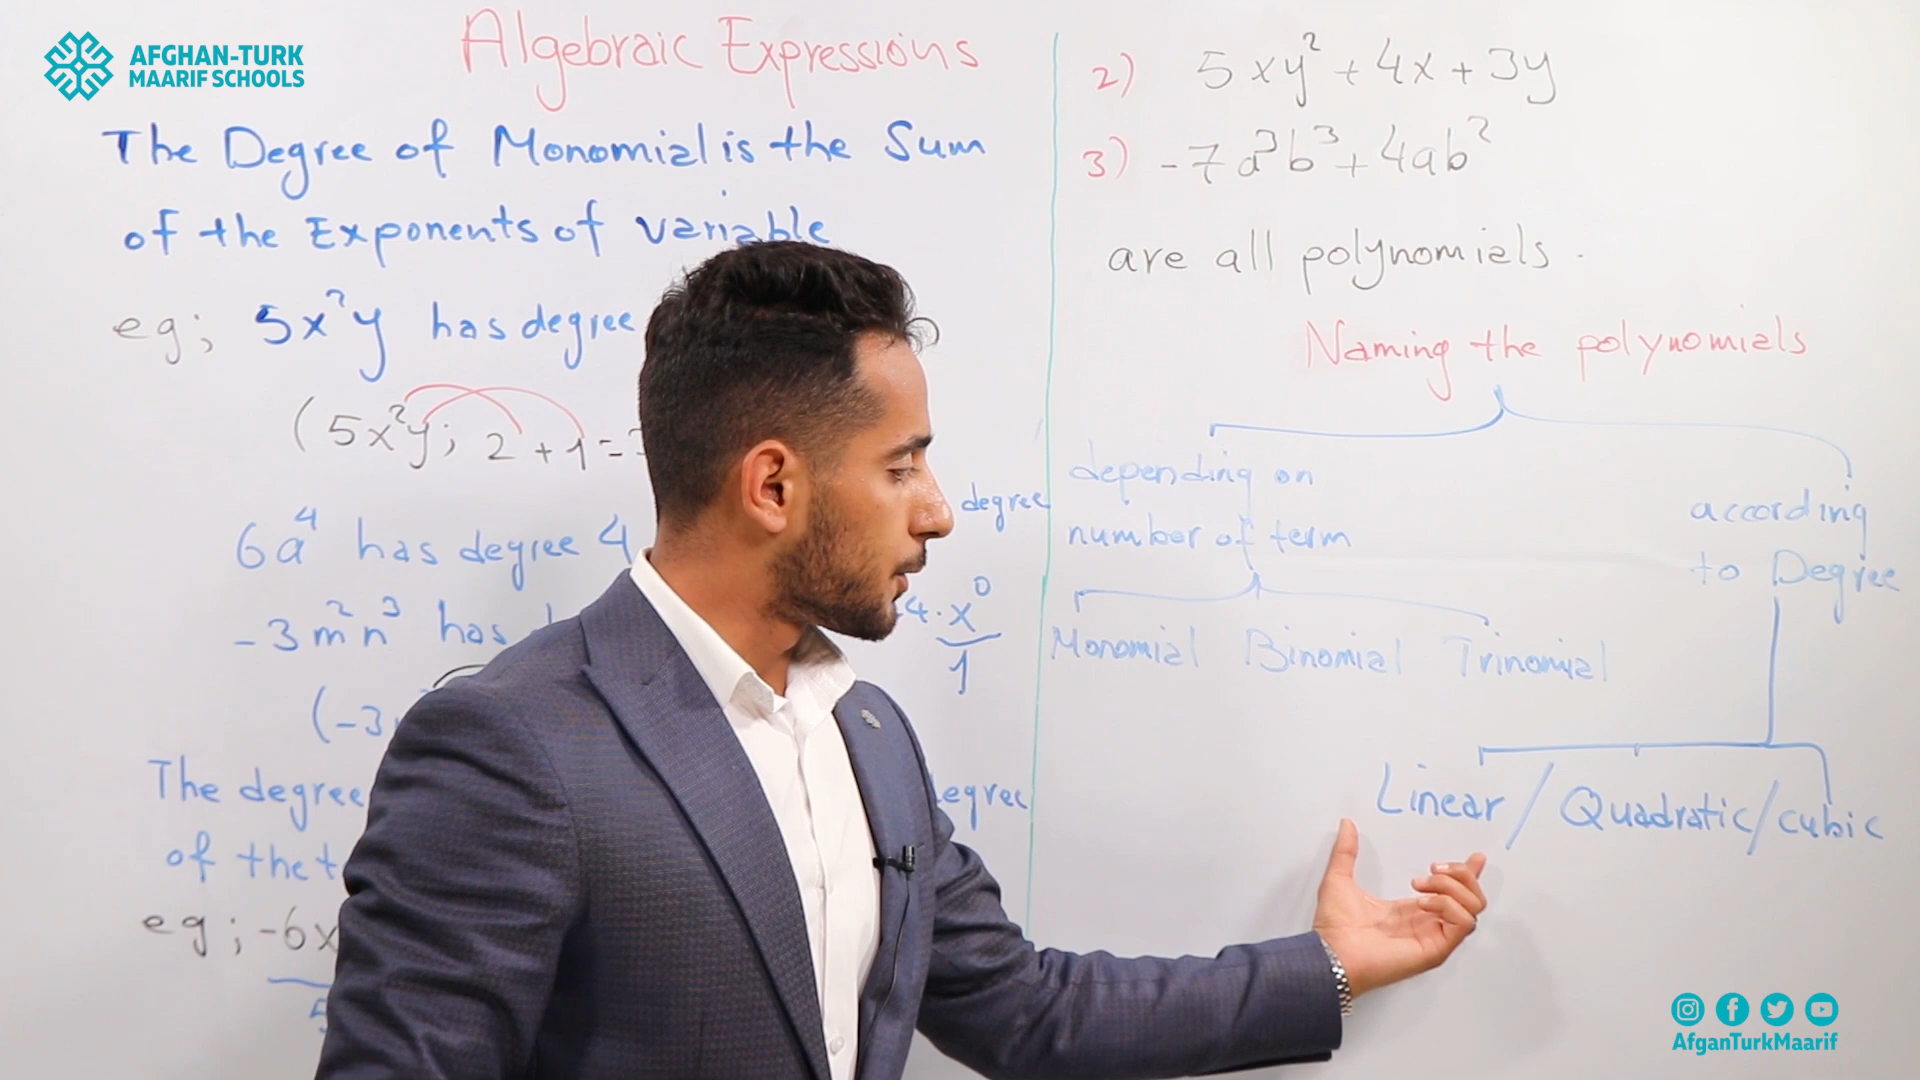 AFGHAN-TURK
MAARIF SCHOOLS
Algebraic Expressions
The Degree of Monomial is the Sum
of the Exponents of variable
eg; 5x²y has degree
(5x²y; 2 + 1 =
6a⁴ has degree 4
degree
-3m²n³ has
4.x⁰
1
(-3
The degree
egree
of the t
eg; -6x
5
2) 5xy² + 4x + 3y
3) -7a³b³ + 4ab²
are all polynomials.
Naming the polynomials
depending on
number of term
according
to Degree
Monomial Binomial Trinomial
Linear / Quadratic / cubic
AfganTurkMaarif